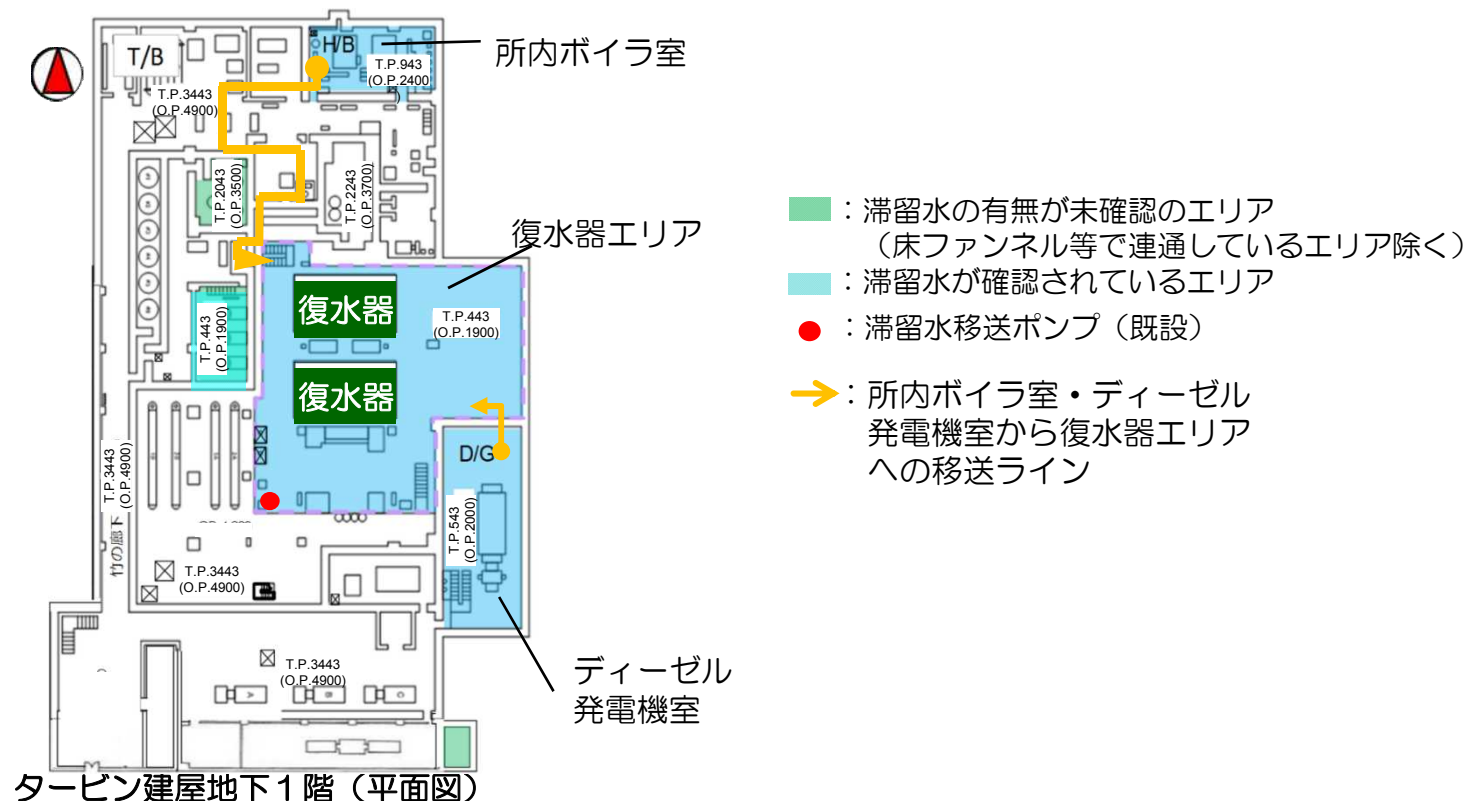 T/B
H/B
所内ボイラ室
T.P.943
(O.P.2400
)
T.P.3443
(O.P.4900)
T.P.2043
(O.P.3500)
T.P.2243
(O.P.3700)
復水器エリア
復水器
T.P.443
(O.P.1900)
T.P.443
(O.P.1900)
復水器
D/G
T.P.3443
(O.P.4900)
竹の廊下
T.P.543
(O.P.2000)
T.P.3443
(O.P.4900)
T.P.3443
(O.P.4900)
A
B
C
ディーゼル
発電機室
タービン建屋地下1階（平面図）
：滞留水の有無が未確認のエリア
（床ファンネル等で連通しているエリア除く）
：滞留水が確認されているエリア
：滞留水移送ポンプ（既設）
：所内ボイラ室・ディーゼル
発電機室から復水器エリア
への移送ライン